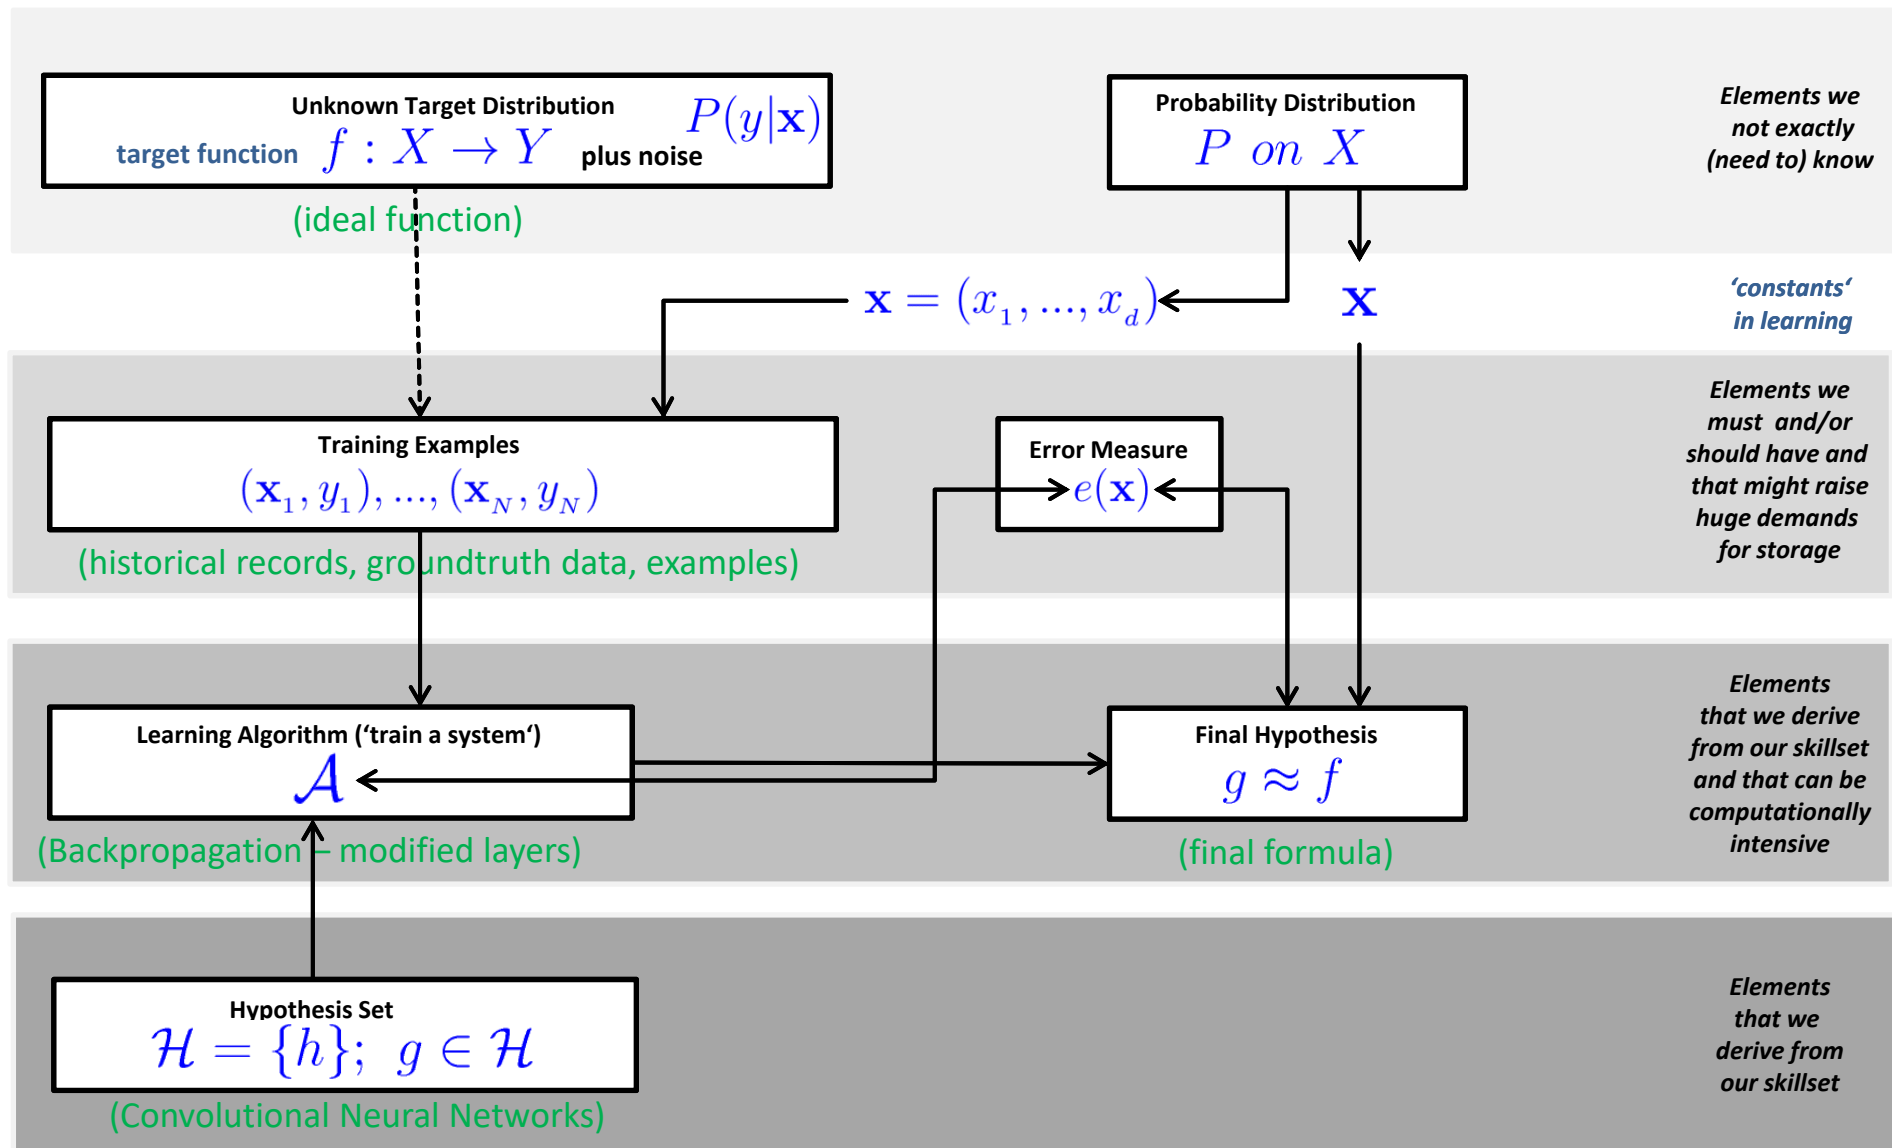 Unknown Target Distribution
target function f : X → Y plus noise P(y|x)
(ideal function)
Probability Distribution
P on X
Elements we
not exactly
(need to) know
x = (x₁, ..., x_d)
x
‘constants‘
in learning
Training Examples
(x₁, y₁), ..., (x_N, y_N)
(historical records, groundtruth data, examples)
Error Measure
e(x)
Elements we
must and/or
should have and
that might raise
huge demands
for storage
Learning Algorithm (‘train a system‘)
𝒜
(Backpropagation – modified layers)
Final Hypothesis
g ≈ f
(final formula)
Elements
that we derive
from our skillset
and that can be
computationally
intensive
Hypothesis Set
ℋ = {h}; g ∈ ℋ
(Convolutional Neural Networks)
Elements
that we
derive from
our skillset